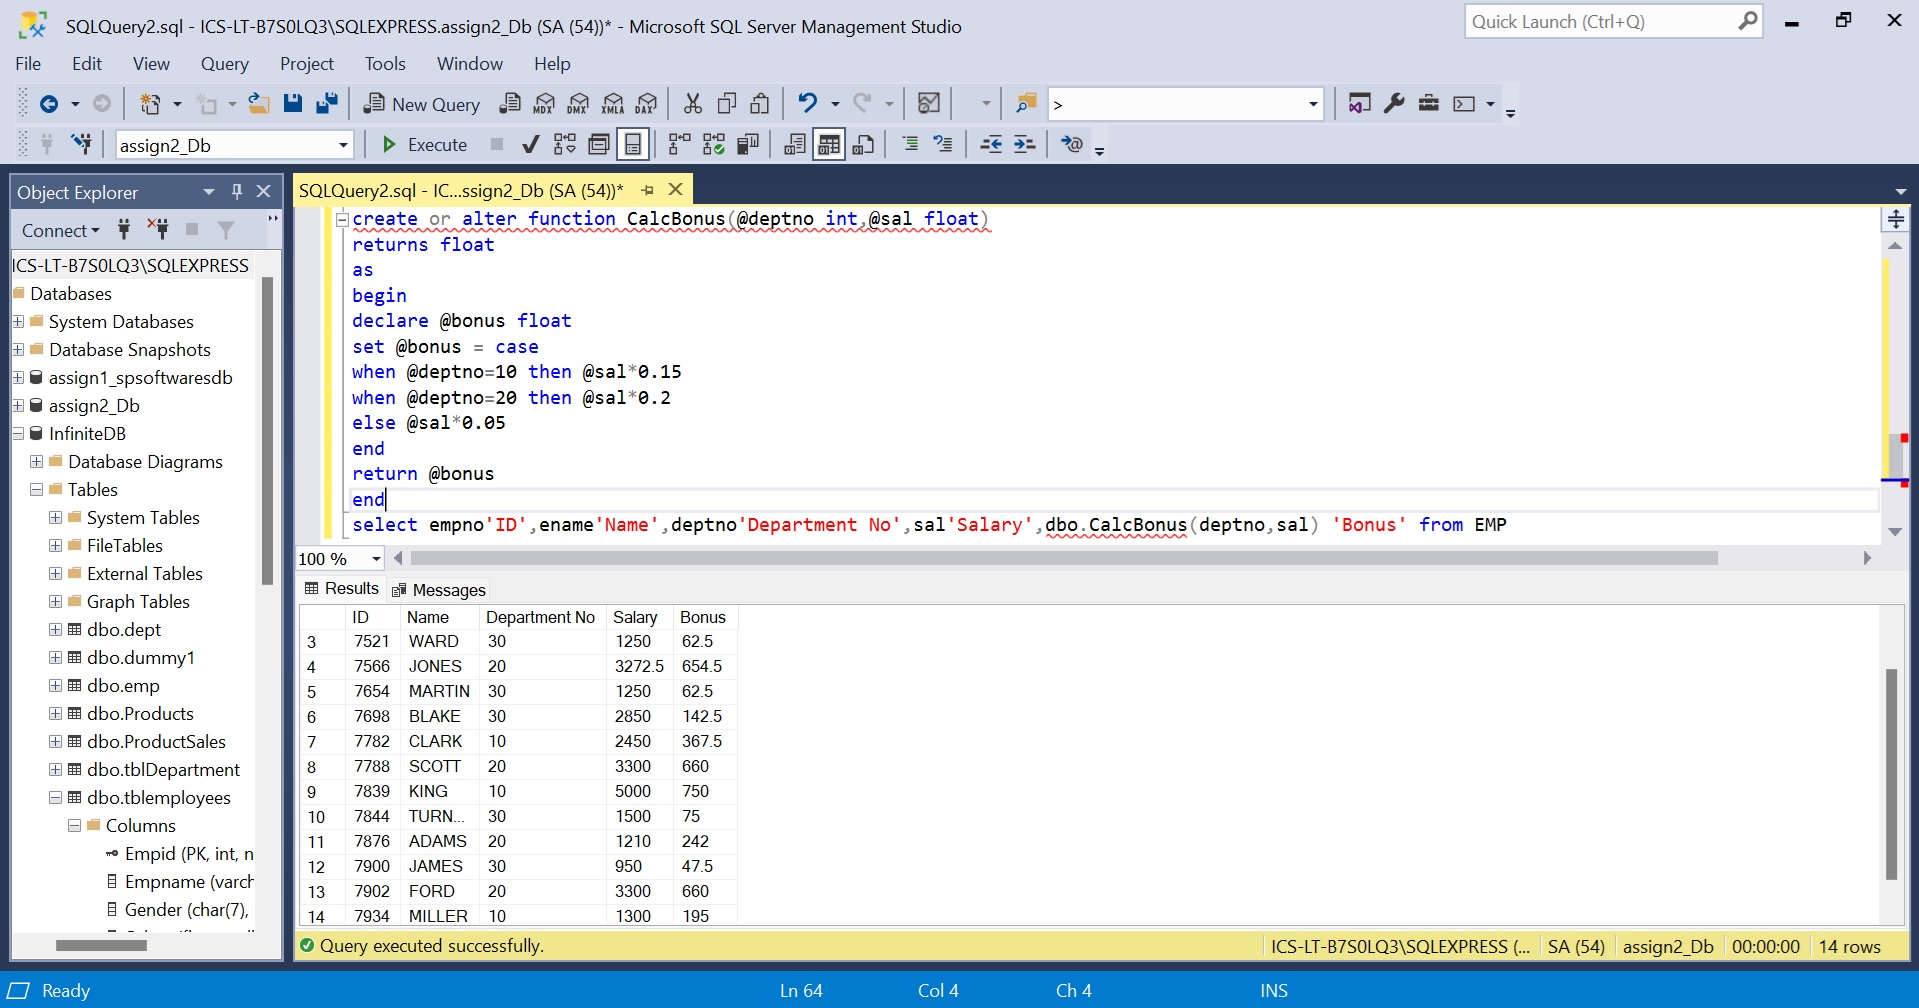 SQLQuery2.sql - ICS-LT-B7S0LQ3\SQLEXPRESS.assign2_Db (SA (54))* - Microsoft SQL Server Management Studio
Quick Launch (Ctrl+Q)
File Edit View Query Project Tools Window Help
New Query MDX DMX XMLA DAX >
assign2_Db Execute
Object Explorer
SQLQuery2.sql - IC...ssign2_Db (SA (54))*
Connect
ICS-LT-B7S0LQ3\SQLEXPRESS
Databases
System Databases
Database Snapshots
assign1_spsoftwaresdb
assign2_Db
InfiniteDB
Database Diagrams
Tables
System Tables
FileTables
External Tables
Graph Tables
dbo.dept
dbo.dummy1
dbo.emp
dbo.Products
dbo.ProductSales
dbo.tblDepartment
dbo.tblemployees
Columns
Empid (PK, int, n
Empname (varch
Gender (char(7),
create or alter function CalcBonus(@deptno int,@sal float)
returns float
as
begin
declare @bonus float
set @bonus = case
when @deptno=10 then @sal*0.15
when @deptno=20 then @sal*0.2
else @sal*0.05
end
return @bonus
end
select empno'ID',ename'Name',deptno'Department No',sal'Salary',dbo.CalcBonus(deptno,sal) 'Bonus' from EMP
100 %
Results Messages
ID Name Department No Salary Bonus
3 7521 WARD 30 1250 62.5
4 7566 JONES 20 3272.5 654.5
5 7654 MARTIN 30 1250 62.5
6 7698 BLAKE 30 2850 142.5
7 7782 CLARK 10 2450 367.5
8 7788 SCOTT 20 3300 660
9 7839 KING 10 5000 750
10 7844 TURN... 30 1500 75
11 7876 ADAMS 20 1210 242
12 7900 JAMES 30 950 47.5
13 7902 FORD 20 3300 660
14 7934 MILLER 10 1300 195
Query executed successfully. ICS-LT-B7S0LQ3\SQLEXPRESS (... SA (54) assign2_Db 00:00:00 14 rows
Ready Ln 64 Col 4 Ch 4 INS